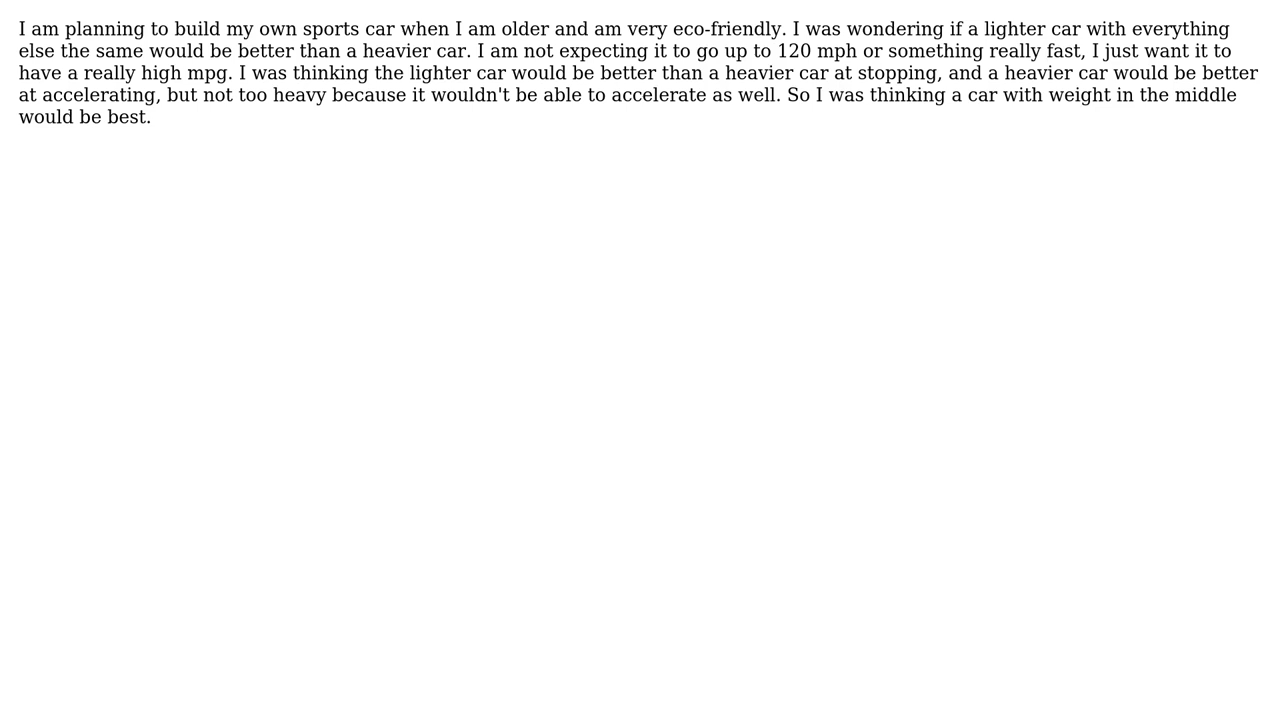 I am planning to build my own sports car when I am older and am very eco-friendly. I was wondering if a lighter car with everything
else the same would be better than a heavier car. I am not expecting it to go up to 120 mph or something really fast, I just want it to
have a really high mpg. I was thinking the lighter car would be better than a heavier car at stopping, and a heavier car would be better
at accelerating, but not too heavy because it wouldn't be able to accelerate as well. So I was thinking a car with weight in the middle
would be best.